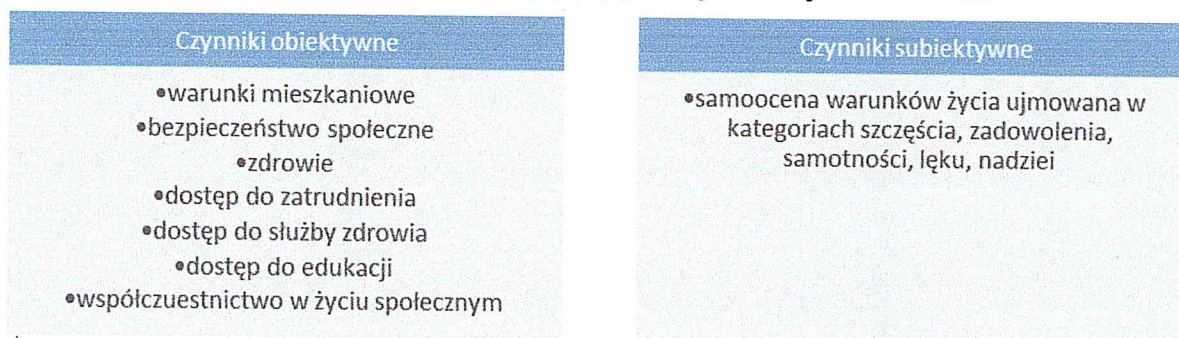 Czynniki obiektywne
•warunki mieszkaniowe
•bezpieczeństwo społeczne
•zdrowie
•dostęp do zatrudnienia
•dostęp do służby zdrowia
•dostęp do edukacji
•współczuestnictwo w życiu społecznym
Czynniki subiektywne
•samoocena warunków życia ujmowana w
kategoriach szczęścia, zadowolenia,
samotności, lęku, nadziei